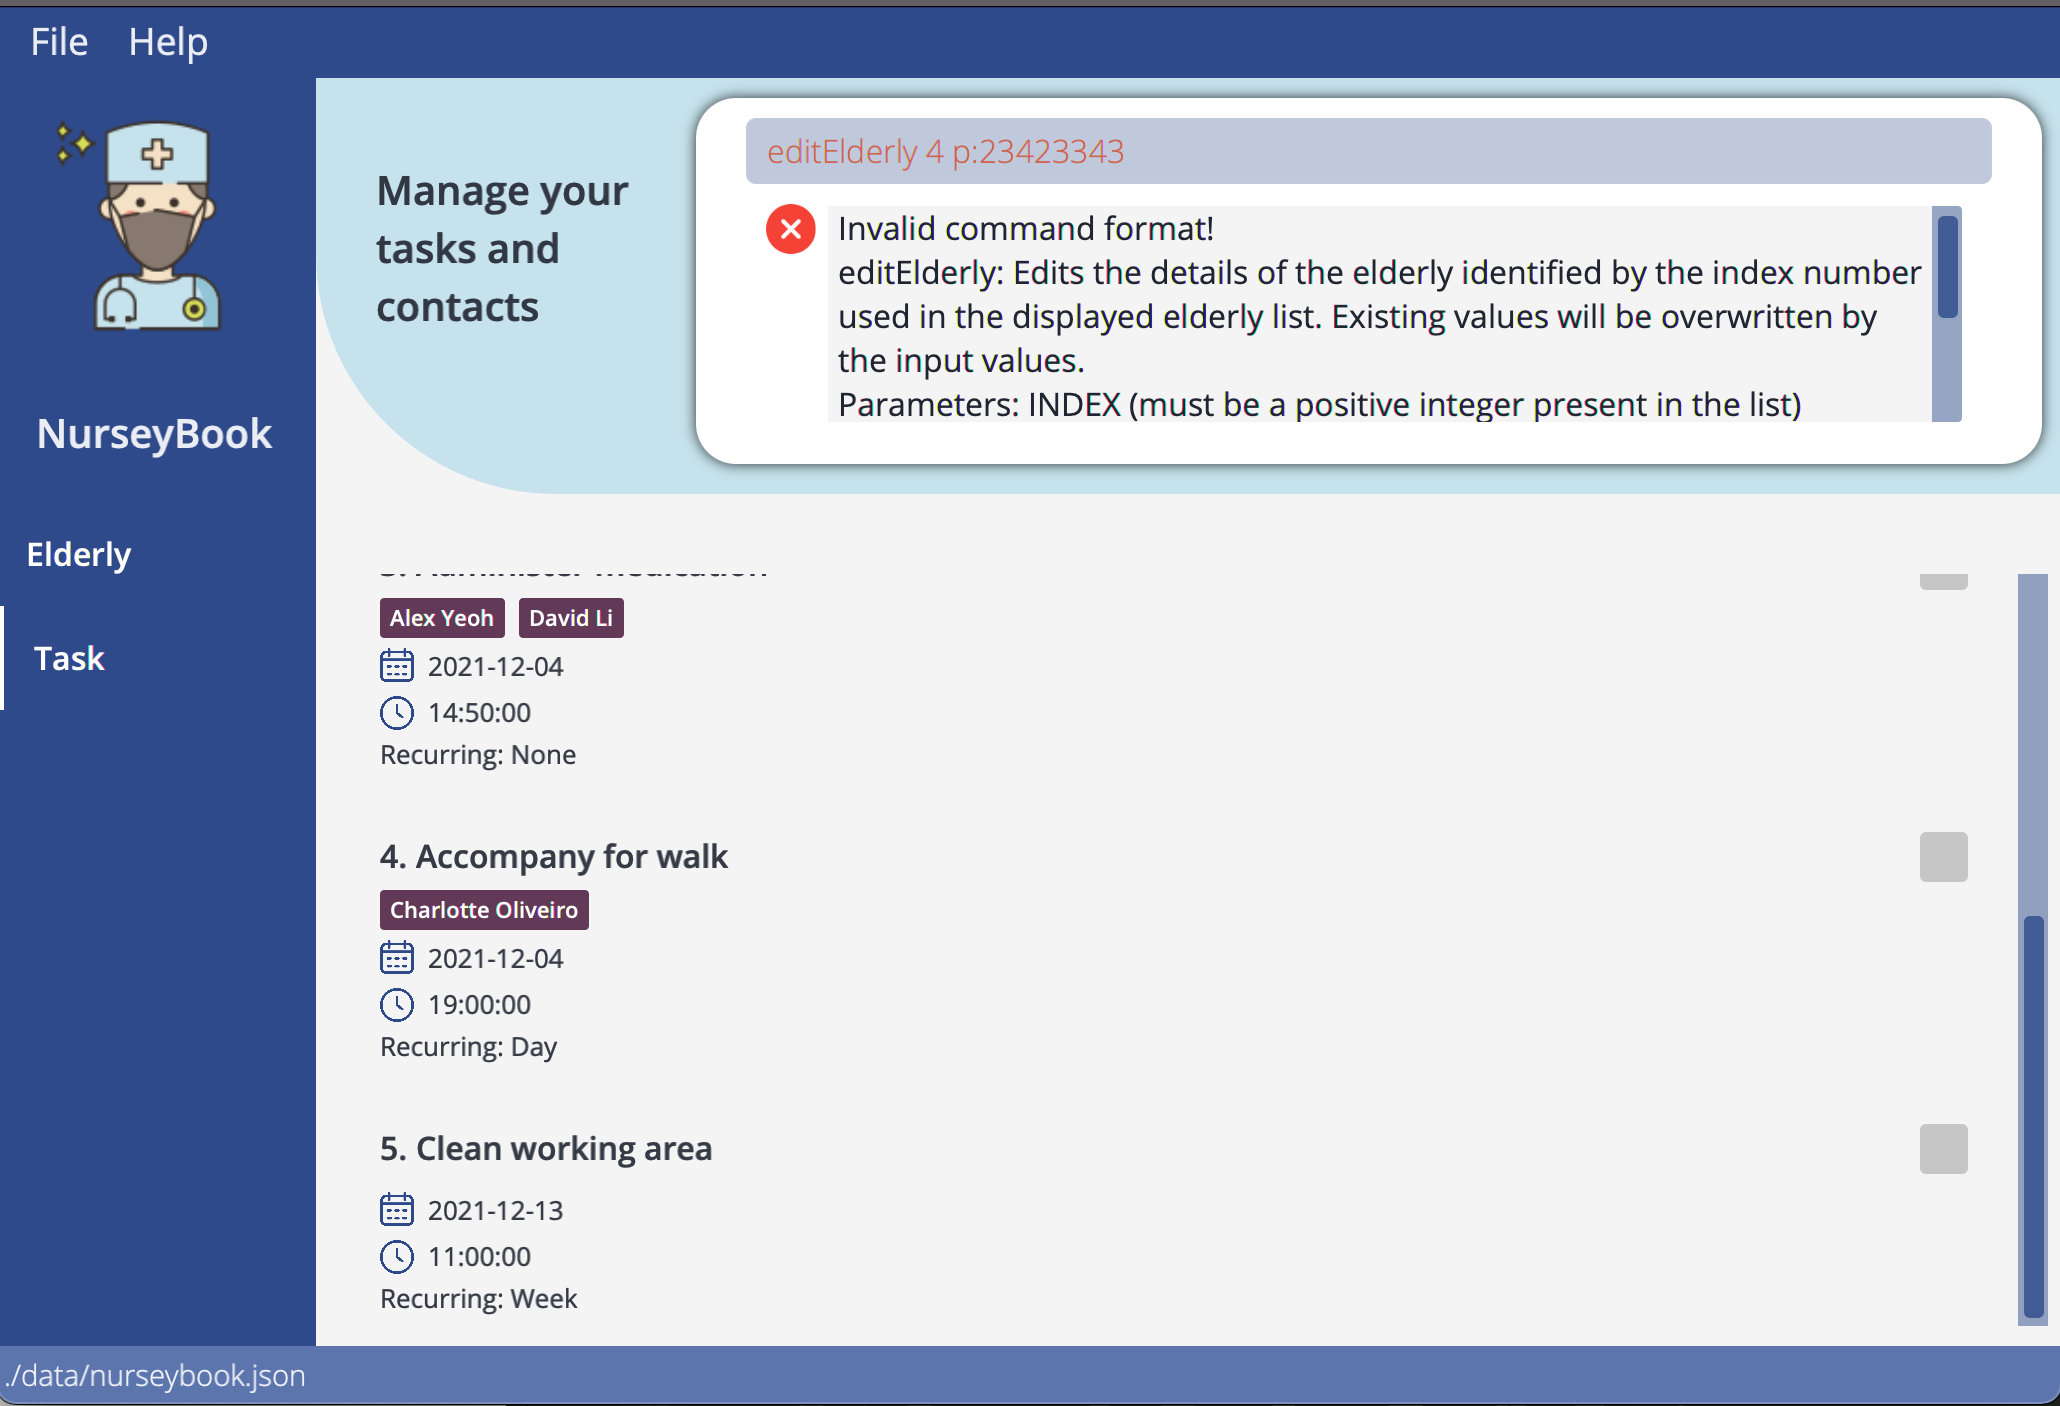 File Help
Manage your
tasks and
contacts
editElderly 4 p:23423343
Invalid command format!
editElderly: Edits the details of the elderly identified by the index number
used in the displayed elderly list. Existing values will be overwritten by
the input values.
Parameters: INDEX (must be a positive integer present in the list)
NurseyBook
Elderly
Task
3. Administer medication
Alex Yeoh David Li
2021-12-04
14:50:00
Recurring: None
4. Accompany for walk
Charlotte Oliveiro
2021-12-04
19:00:00
Recurring: Day
5. Clean working area
2021-12-13
11:00:00
Recurring: Week
./data/nurseybook.json